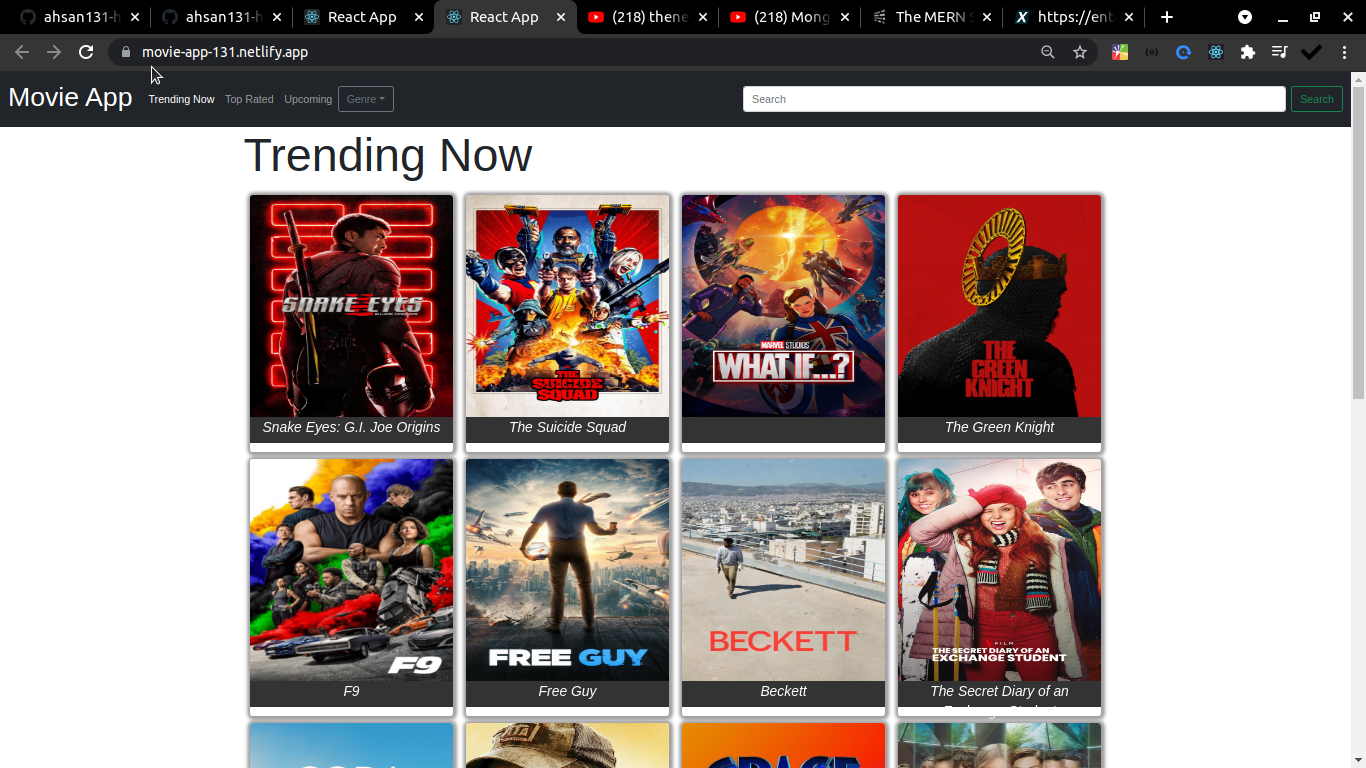 ahsan131-h
ahsan131-h
React App
React App
(218) thene
(218) Mong
The MERN S
https://ent
movie-app-131.netlify.app
Movie App
Trending Now
Top Rated
Upcoming
Genre
Search
Search
Trending Now
SNAKE EYES
THE SUICIDE SQUAD
MARVEL STUDIOS
WHAT IF...?
THE
GREEN
KNIGHT
Snake Eyes: G.I. Joe Origins
The Suicide Squad
The Green Knight
F9
FREE GUY
BECKETT
FILM
THE SECRET DIARY OF AN
EXCHANGE STUDENT
F9
Free Guy
Beckett
The Secret Diary of an
SPACE